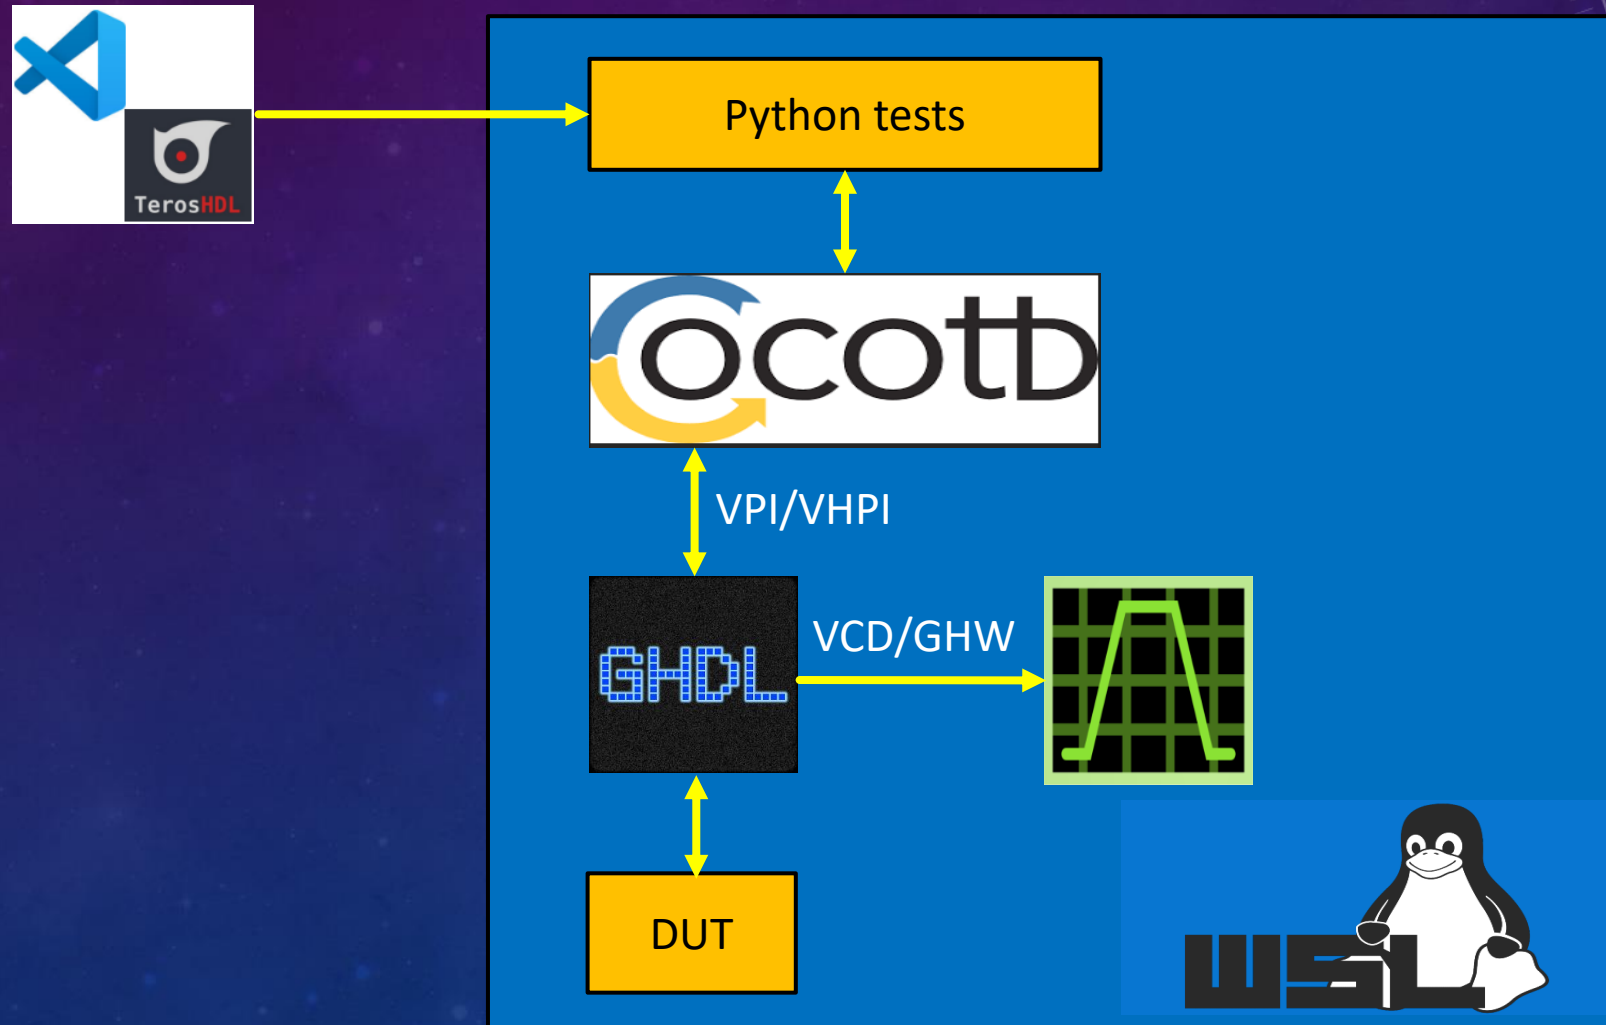 TerosHDL
Python tests
cocotb
VPI/VHPI
GHDL
VCD/GHW
DUT
WSL